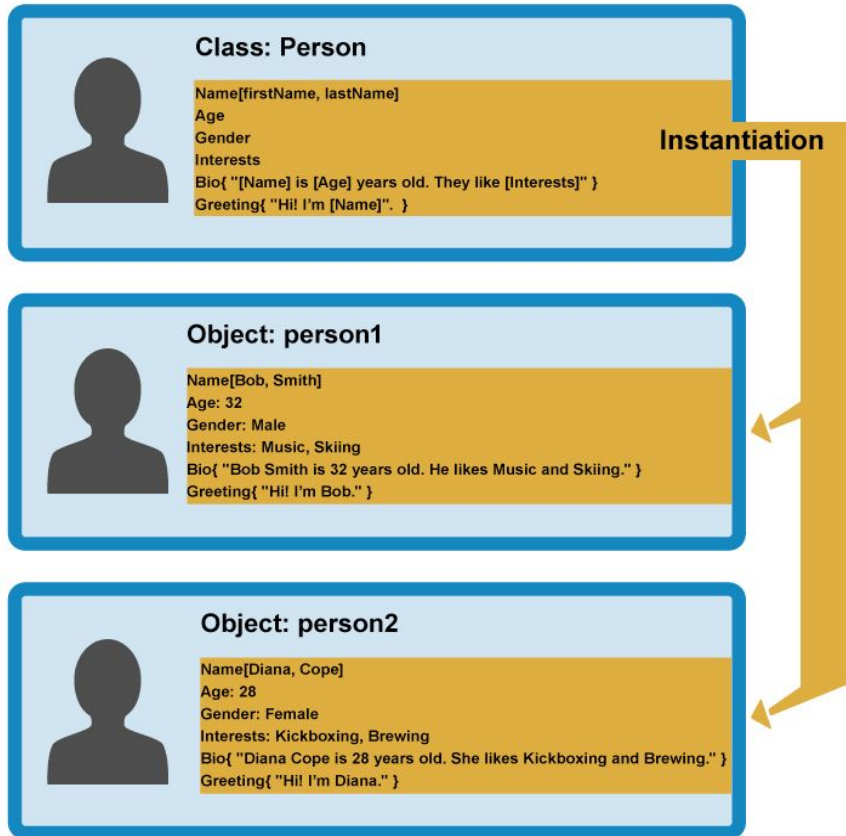 Class: Person
Name[firstName, lastName]
Age
Gender
Interests
Bio{ "[Name] is [Age] years old. They like [Interests]" }
Greeting{ "Hi! I'm [Name]".  }
Instantiation
Object: person1
Name[Bob, Smith]
Age: 32
Gender: Male
Interests: Music, Skiing
Bio{ "Bob Smith is 32 years old. He likes Music and Skiing." }
Greeting{ "Hi! I'm Bob." }
Object: person2
Name[Diana, Cope]
Age: 28
Gender: Female
Interests: Kickboxing, Brewing
Bio{ "Diana Cope is 28 years old. She likes Kickboxing and Brewing." }
Greeting{ "Hi! I'm Diana." }